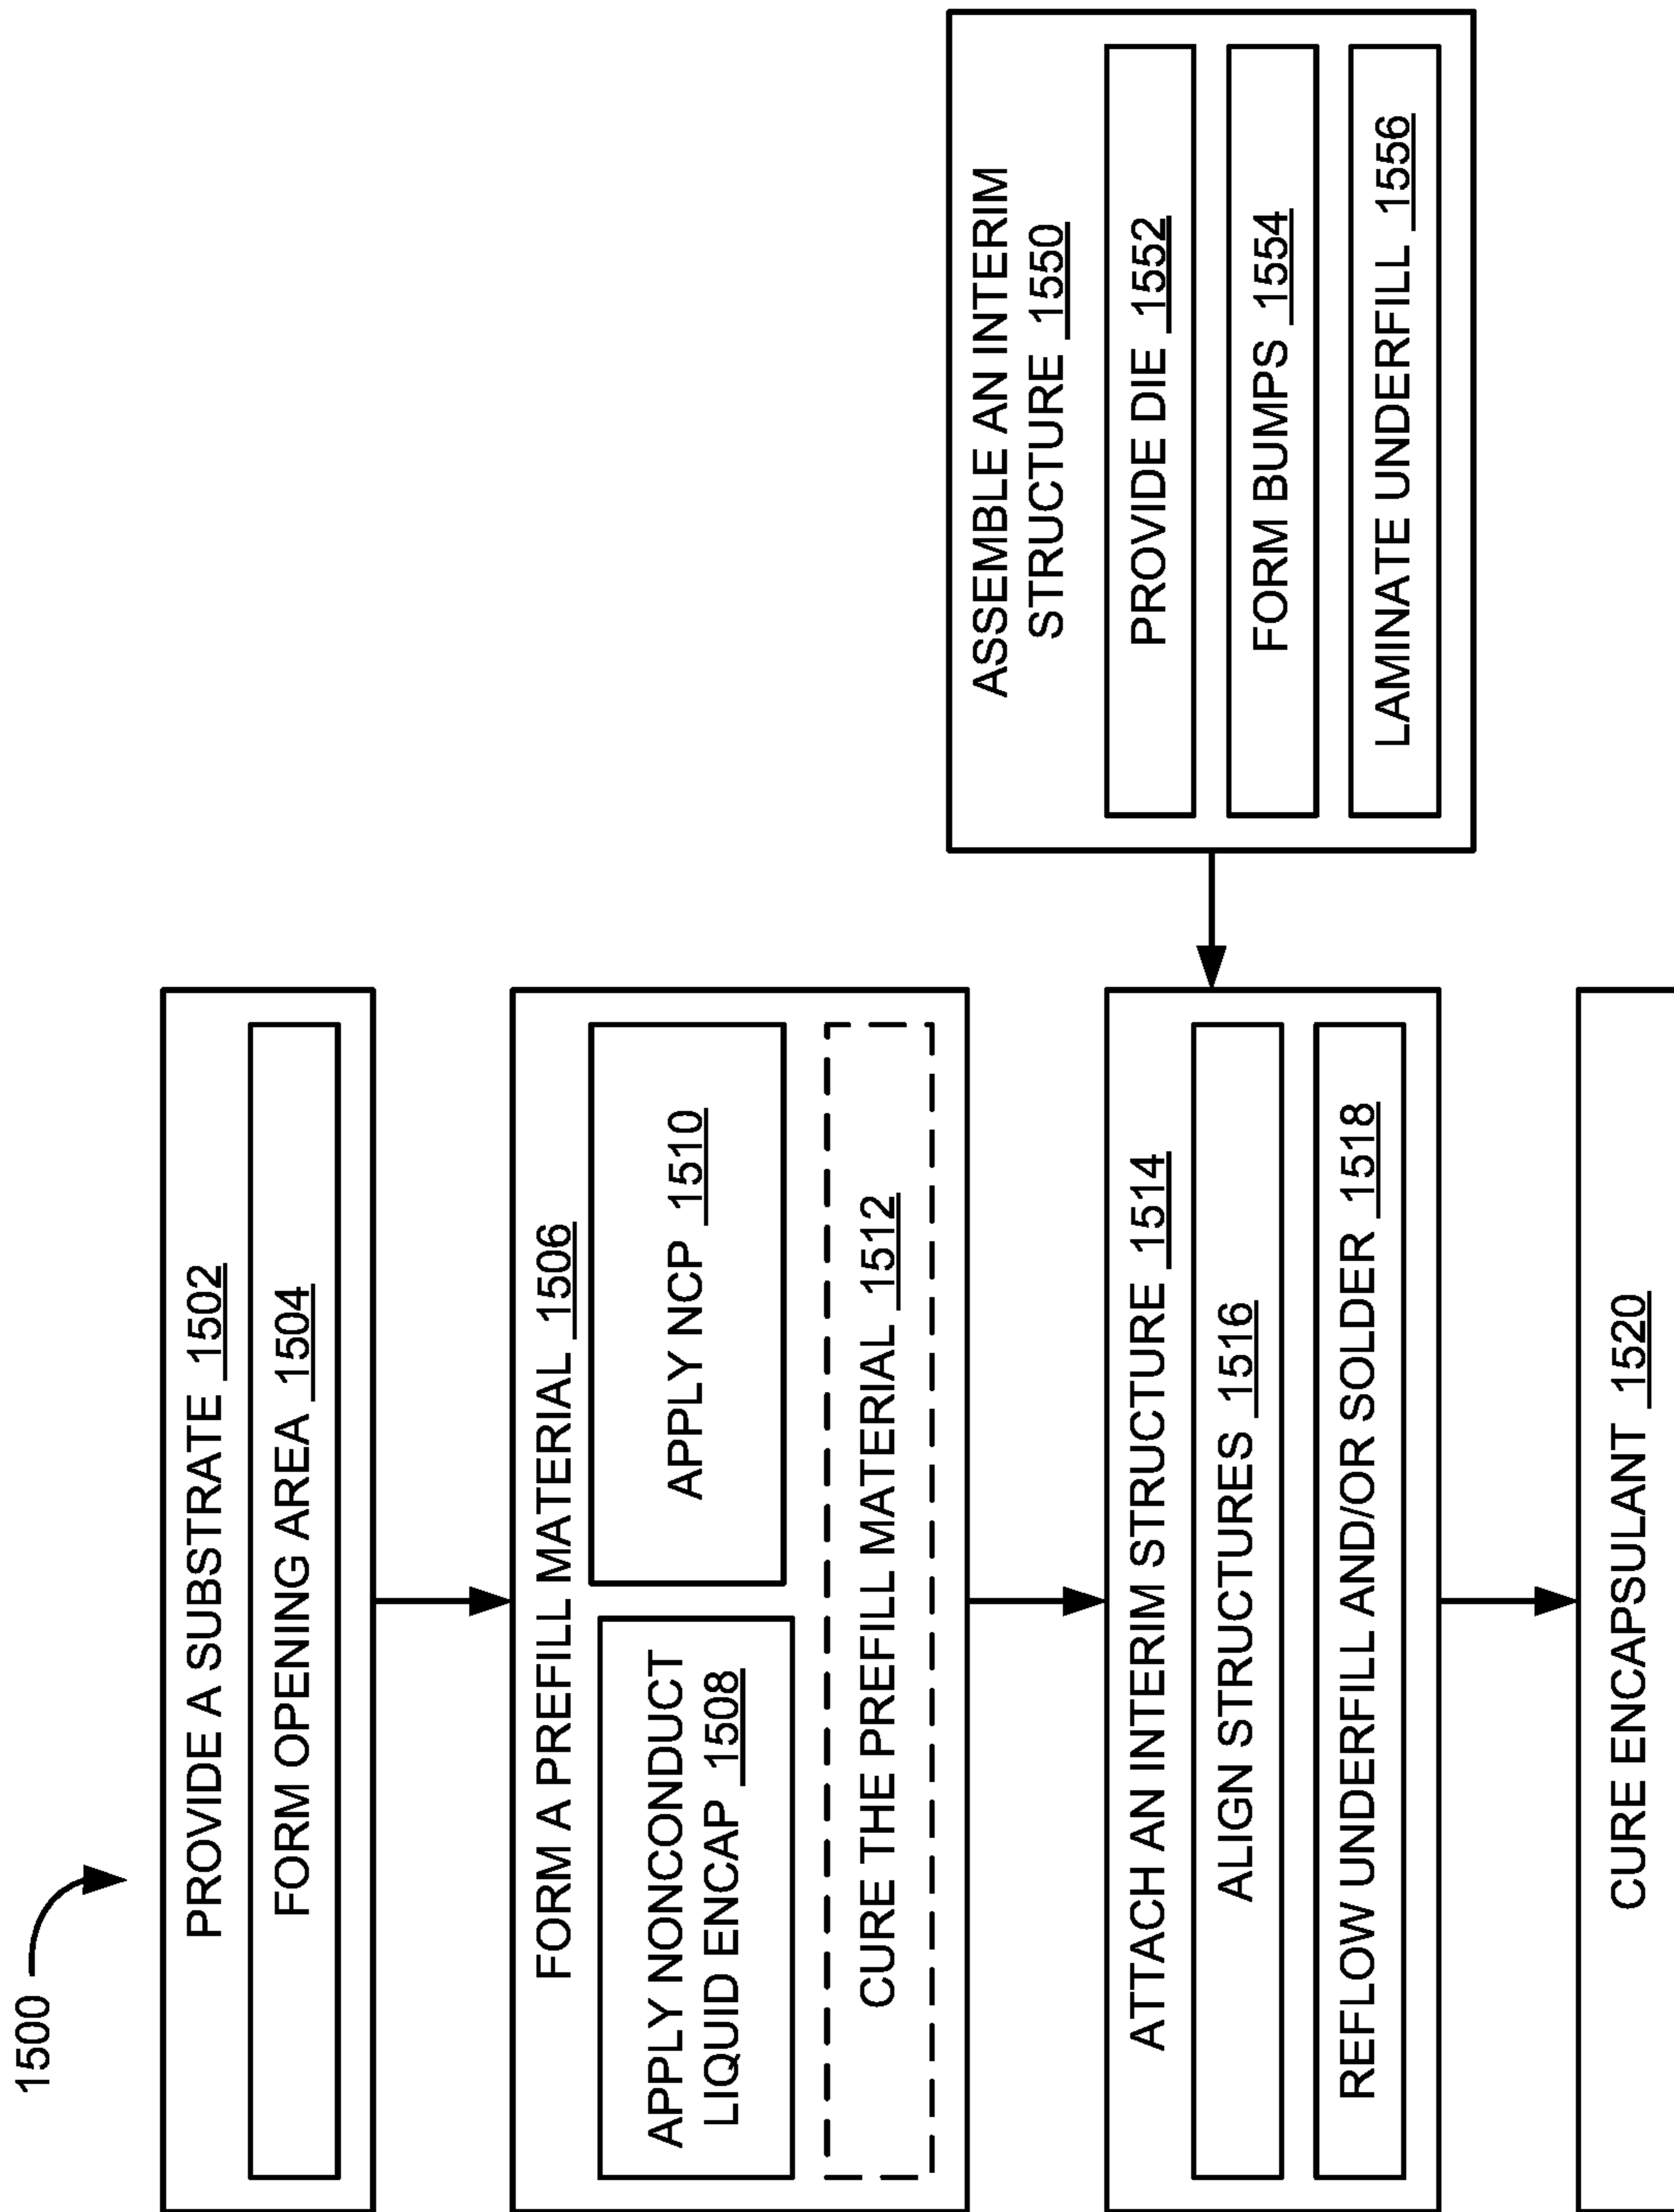 1500
PROVIDE A SUBSTRATE 1502
FORM OPENING AREA 1504
FORM A PREFILL MATERIAL 1506
APPLY NONCONDUCT
LIQUID ENCAP 1508
APPLY NCP 1510
CURE THE PREFILL MATERIAL 1512
ATTACH AN INTERIM STRUCTURE 1514
ALIGN STRUCTURES 1516
REFLOW UNDERFILL AND/OR SOLDER 1518
ASSEMBLE AN INTERIM
STRUCTURE 1550
PROVIDE DIE 1552
FORM BUMPS 1554
LAMINATE UNDERFILL 1556
CURE ENCAPSULANT 1520